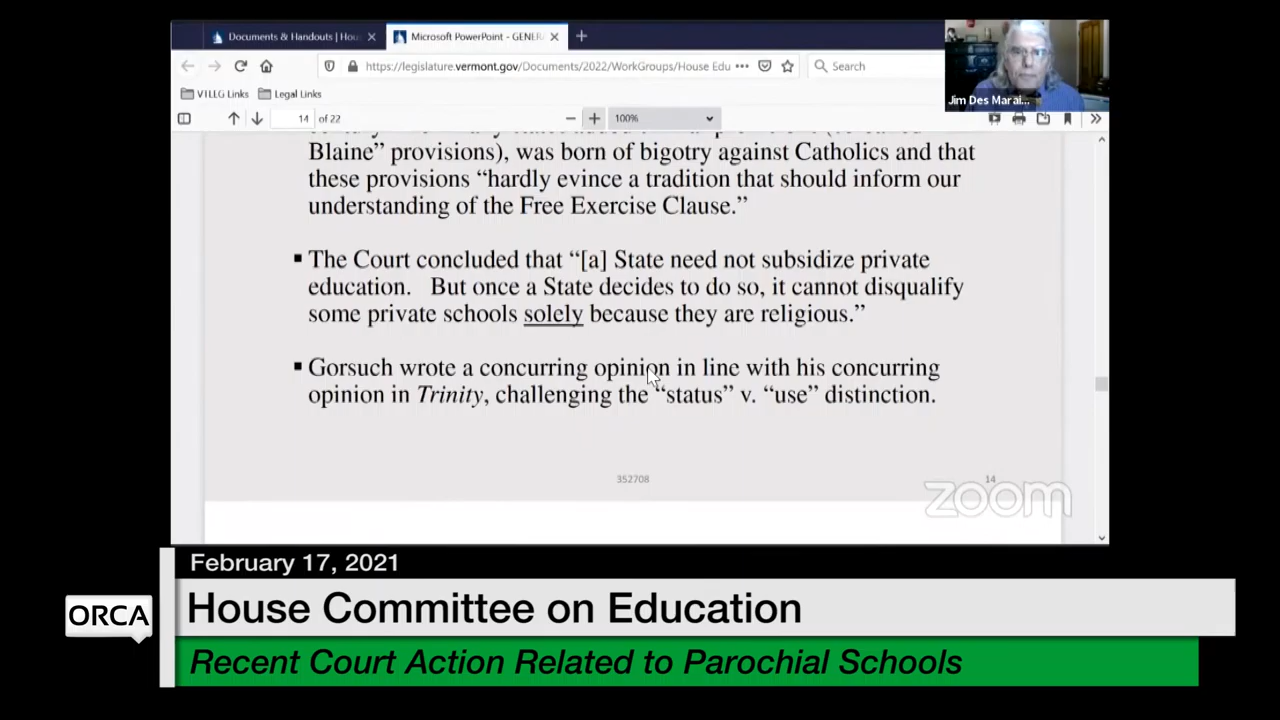 Documents & Handouts | Hou
Microsoft PowerPoint - GENERA
https://legislature.vermont.gov/Documents/2022/WorkGroups/House Edu
Search
VILLG Links
Legal Links
Jim Des Marai...
14 of 22
100%
Blaine” provisions), was born of bigotry against Catholics and that
these provisions “hardly evince a tradition that should inform our
understanding of the Free Exercise Clause.”
▪ The Court concluded that “[a] State need not subsidize private
education. But once a State decides to do so, it cannot disqualify
some private schools solely because they are religious.”
▪ Gorsuch wrote a concurring opinion in line with his concurring
opinion in Trinity, challenging the “status” v. “use” distinction.
352708
14
zoom
February 17, 2021
ORCA
House Committee on Education
Recent Court Action Related to Parochial Schools